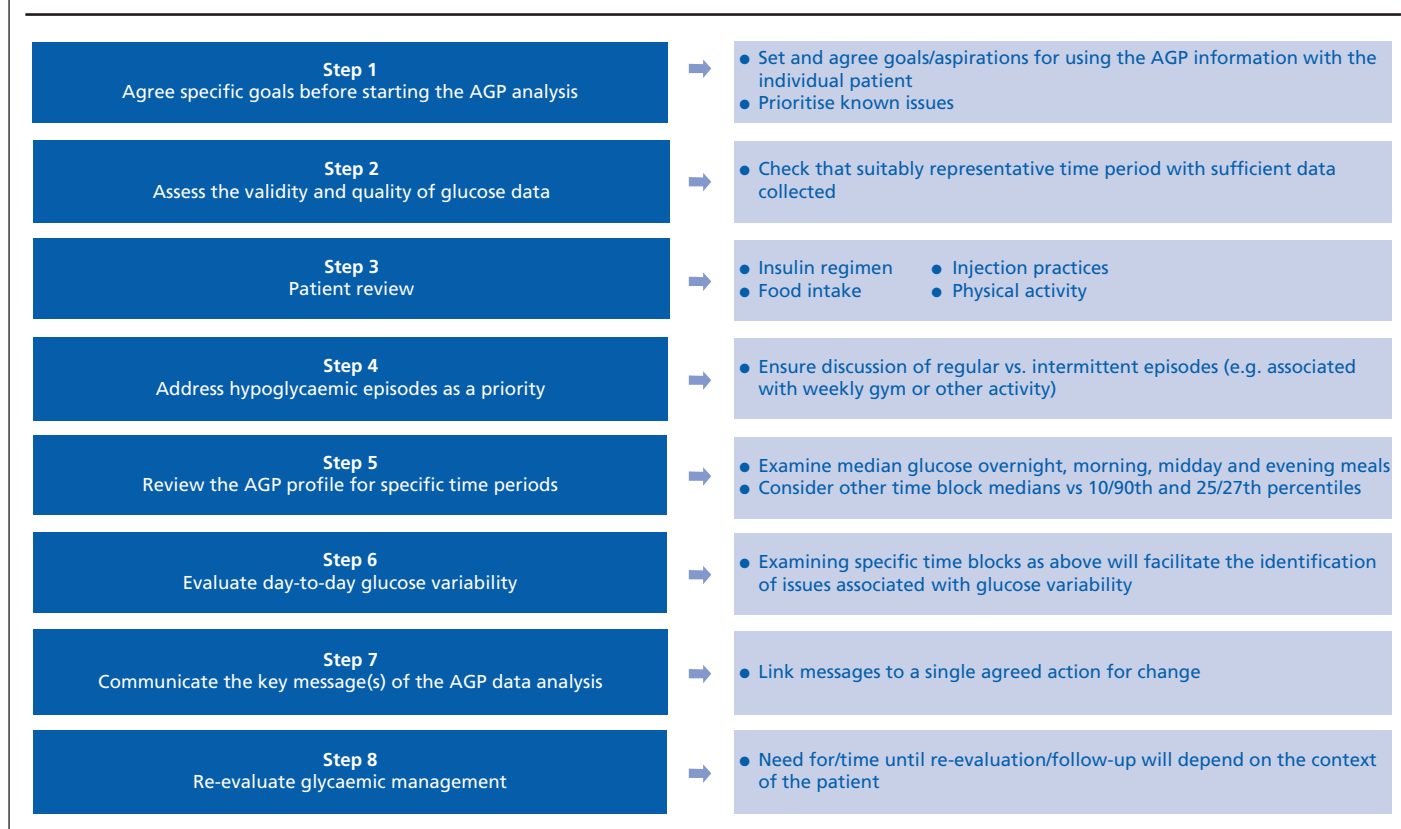 Step 1
Agree specific goals before starting the AGP analysis
● Set and agree goals/aspirations for using the AGP information with the
individual patient
● Prioritise known issues
Step 2
Assess the validity and quality of glucose data
● Check that suitably representative time period with sufficient data
collected
Step 3
Patient review
● Insulin regimen ● Injection practices
● Food intake ● Physical activity
Step 4
Address hypoglycaemic episodes as a priority
● Ensure discussion of regular vs. intermittent episodes (e.g. associated
with weekly gym or other activity)
Step 5
Review the AGP profile for specific time periods
● Examine median glucose overnight, morning, midday and evening meals
● Consider other time block medians vs 10/90th and 25/27th percentiles
Step 6
Evaluate day-to-day glucose variability
● Examining specific time blocks as above will facilitate the identification
of issues associated with glucose variability
Step 7
Communicate the key message(s) of the AGP data analysis
● Link messages to a single agreed action for change
Step 8
Re-evaluate glycaemic management
● Need for/time until re-evaluation/follow-up will depend on the context
of the patient